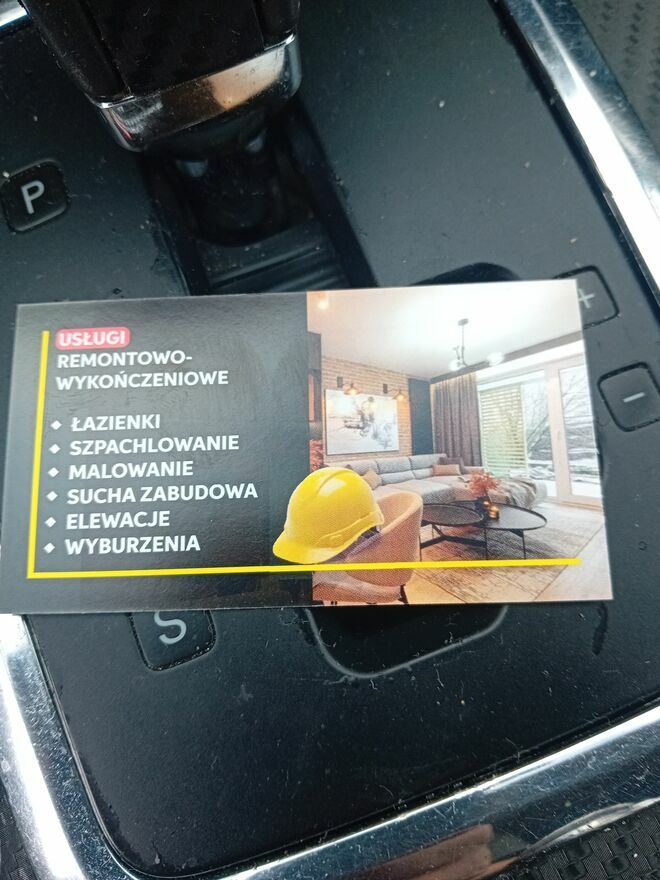 P
+
-
USŁUGI
REMONTOWO-
WYKOŃCZENIOWE
◆ ŁAZIENKI
◆ SZPACHLOWANIE
◆ MALOWANIE
◆ SUCHA ZABUDOWA
◆ ELEWACJE
◆ WYBURZENIA
S